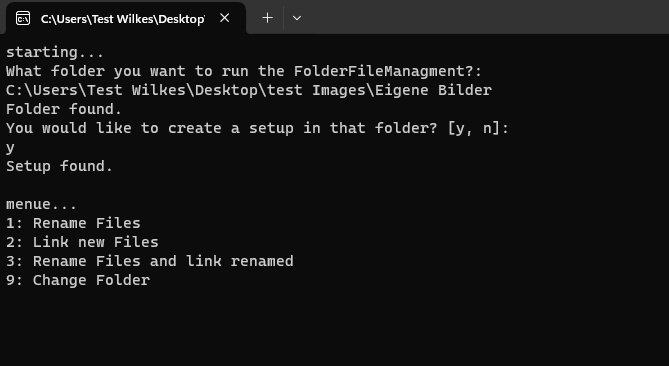 C:\Users\Test Wilkes\Desktop\
starting...
What folder you want to run the FolderFileManagment?:
C:\Users\Test Wilkes\Desktop\test Images\Eigene Bilder
Folder found.
You would like to create a setup in that folder? [y, n]:
y
Setup found.
menue...
1: Rename Files
2: Link new Files
3: Rename Files and link renamed
9: Change Folder